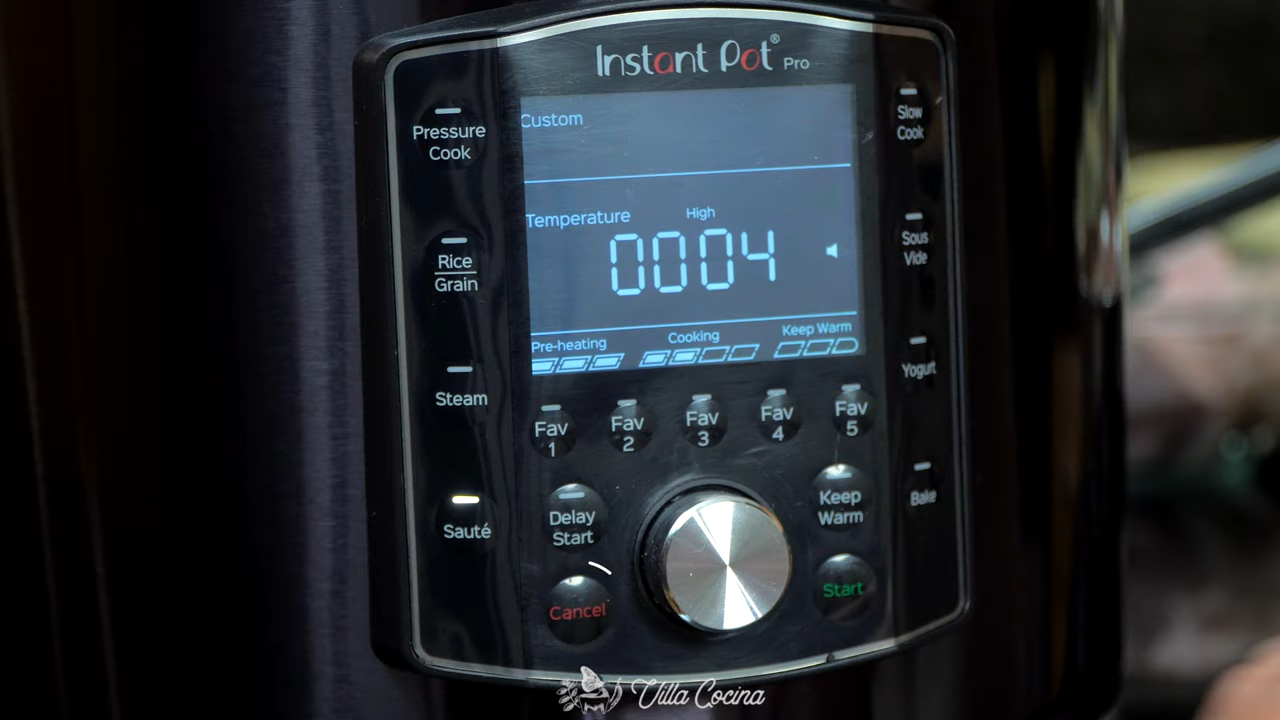 Instant Pot® Pro
Pressure
Cook
Rice
Grain
Steam
Sauté
Custom
Temperature
High
0004
Pre-heating
Cooking
Keep Warm
Fav
1
Fav
2
Fav
3
Fav
4
Fav
5
Delay
Start
Cancel
Keep
Warm
Start
Slow
Cook
Sous
Vide
Yogurt
Bake
Villa Cocina